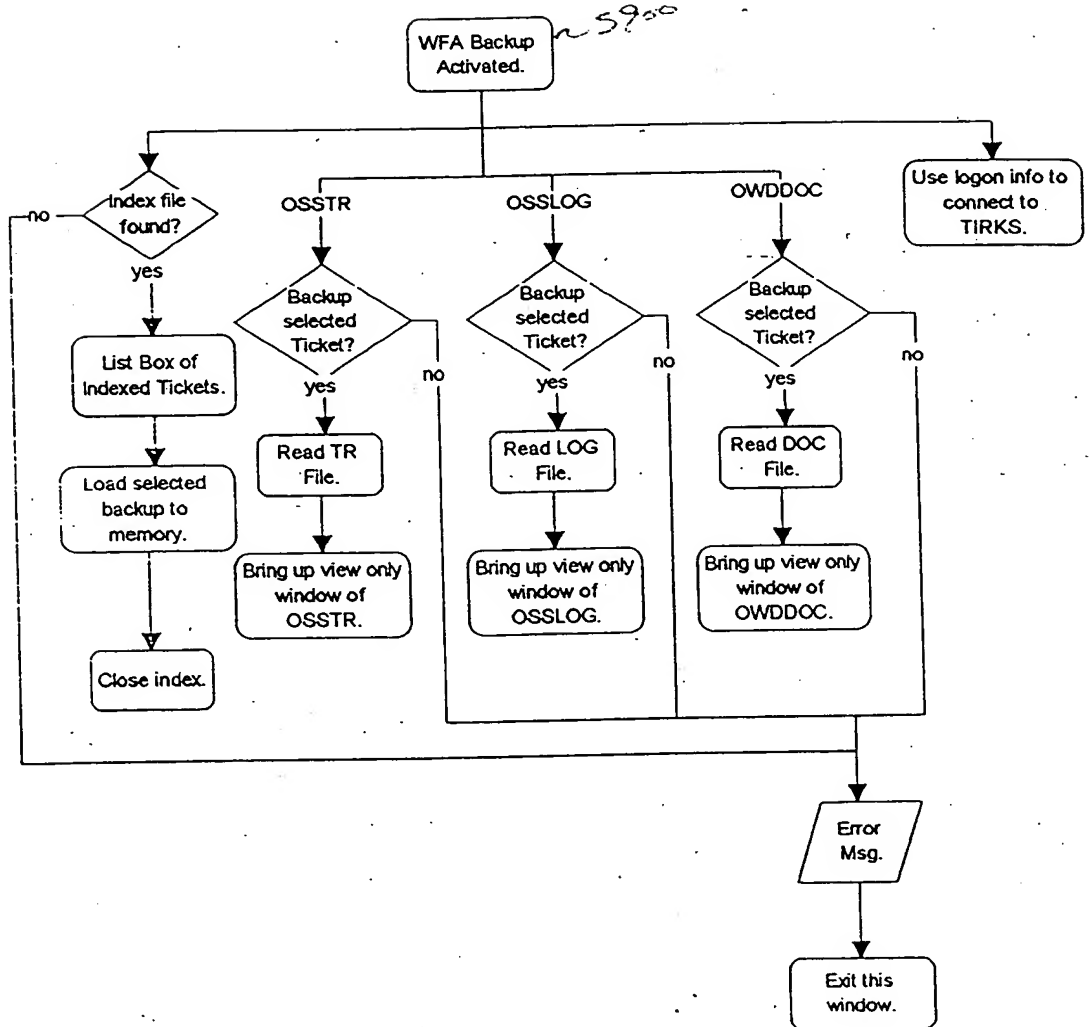 WFA Backup
Activated.
5900
no
Index file
found?
yes
List Box of
Indexed Tickets.
Load selected
backup to
memory.
Close index.
OSSTR
Backup
selected
Ticket?
no
yes
Read TR
File.
Bring up view only
window of
OSSTR.
OSSLOG
Backup
selected
Ticket?
no
yes
Read LOG
File.
Bring up view only
window of
OSSLOG.
OWDDOC
Backup
selected
Ticket?
no
yes
Read DOC
File.
Bring up view only
window of
OWDDOC.
Use logon info to
connect to
TIRKS.
Error
Msg.
Exit this
window.